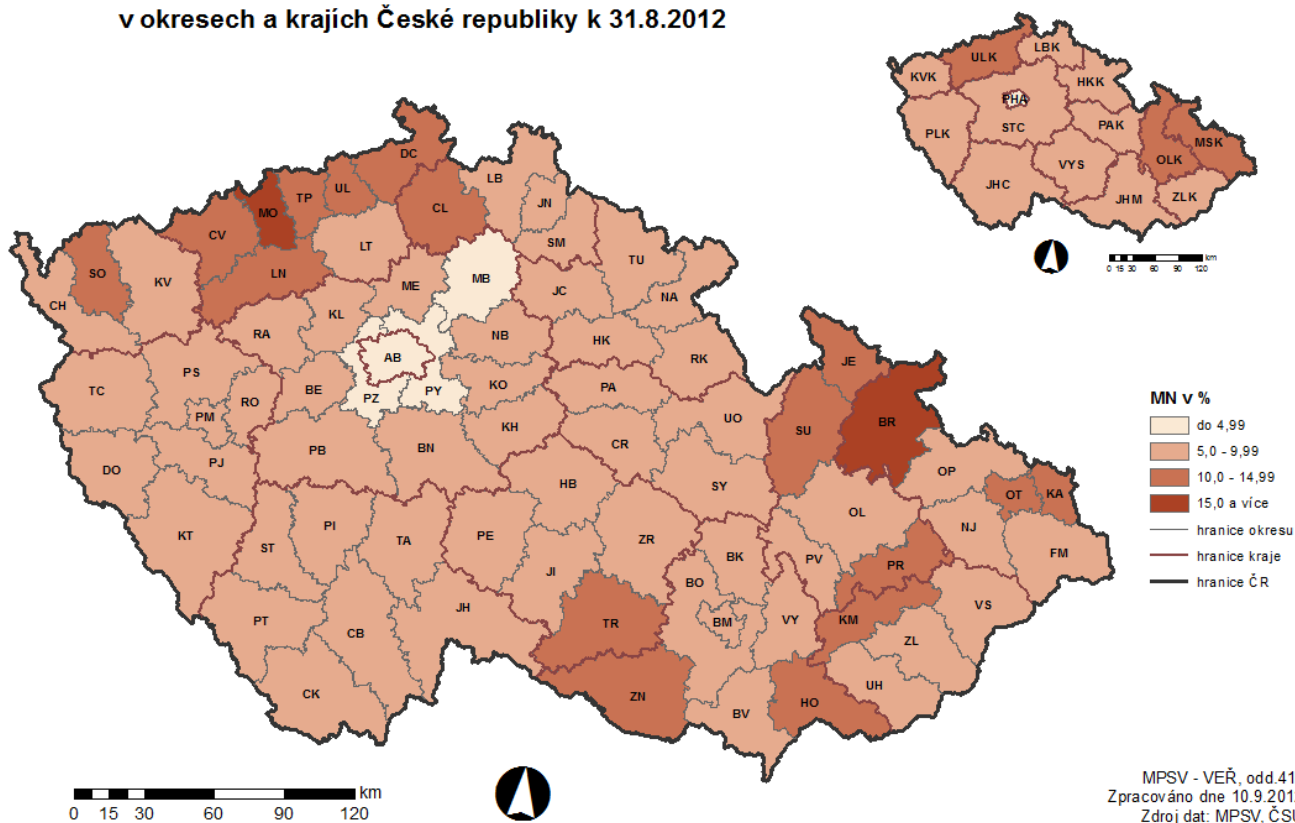 v okresech a krajích České republiky k 31.8.2012
ULK
LBK
KVK
HKK
PHA
STC
PAK
PLK
MSK
OLK
VYS
JHC
JHM
ZLK
0 15 30 60 90 120
km
DC
LB
TP
UL
MO
CL
JN
CV
LT
SM
TU
SO
KV
LN
MB
CH
ME
JC
NA
KL
RA
NB
HK
AB
RK
JE
TC
PS
BE
PZ
PY
KO
PA
RO
PM
KH
UO
SU
BR
DO
PJ
PB
BN
CR
OP
OT
KA
HB
SY
KT
ST
PI
TA
PE
ZR
OL
NJ
FM
BK
PV
PR
JI
BO
VS
PT
CB
JH
TR
BM
VY
KM
ZL
CK
ZN
BV
HO
UH
MN v %
do 4,99
5,0 - 9,99
10,0 - 14,99
15,0 a více
hranice okresu
hranice kraje
hranice ČR
km
0 15 30 60 90 120
MPSV - VEŘ, odd.41
Zpracováno dne 10.9.2012
Zdroj dat: MPSV, ČSÚ